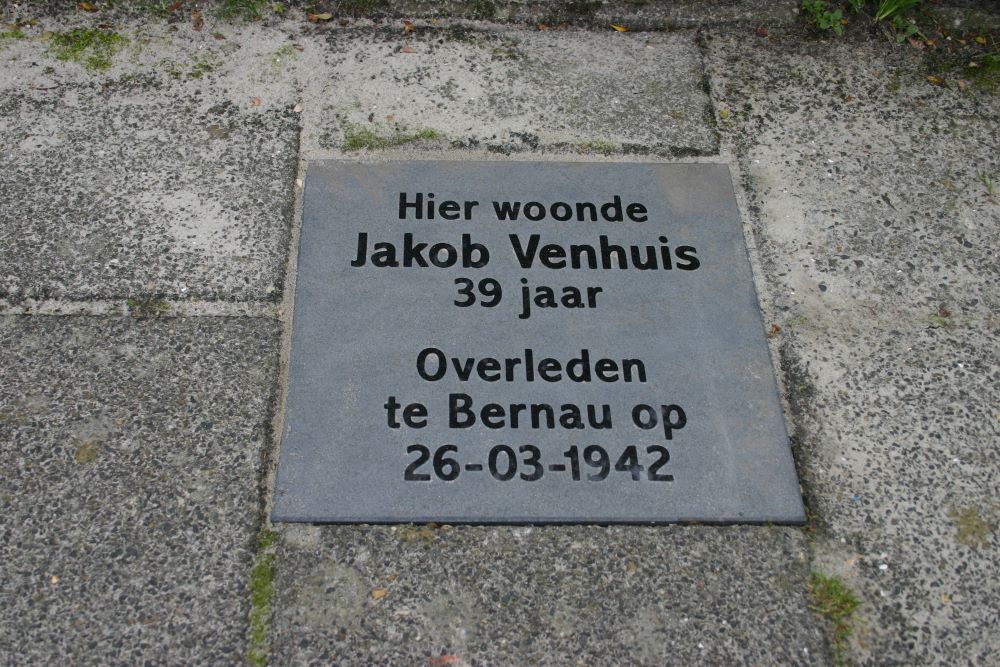 Hier woonde
Jakob Venhuis
39 jaar
Overleden
te Bernau op
26-03-1942